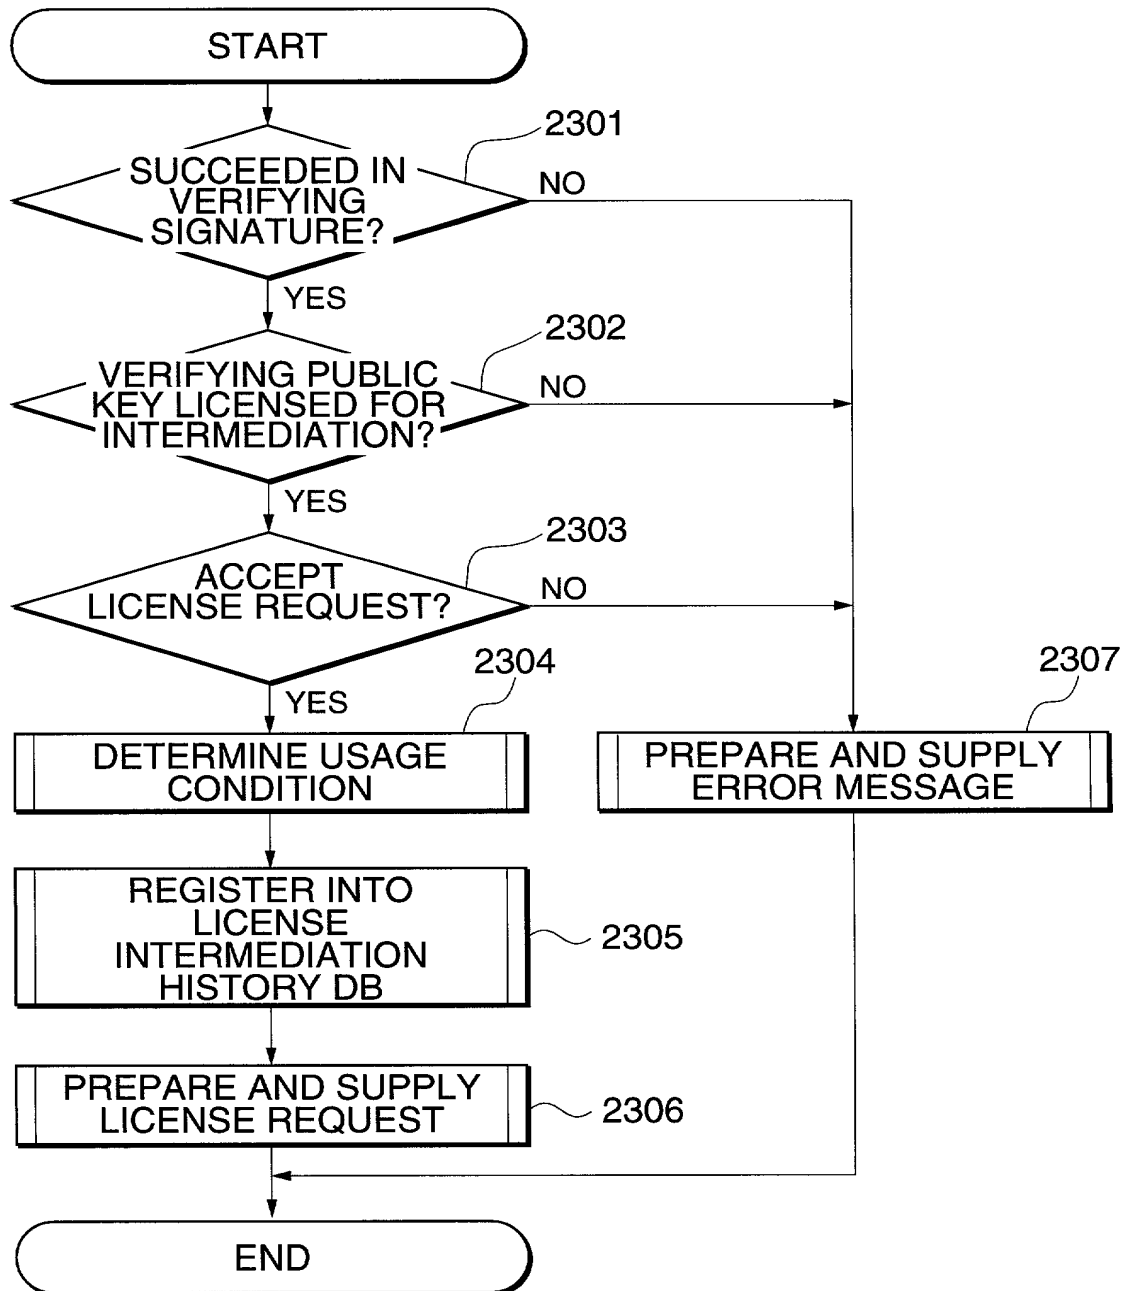 START
2301
SUCCEEDED IN
VERIFYING
SIGNATURE?
NO
YES
2302
VERIFYING PUBLIC
KEY LICENSED FOR
INTERMEDIATION?
NO
YES
2303
ACCEPT
LICENSE REQUEST?
NO
YES
2304
DETERMINE USAGE
CONDITION
2307
PREPARE AND SUPPLY
ERROR MESSAGE
REGISTER INTO
LICENSE
INTERMEDIATION
HISTORY DB
2305
PREPARE AND SUPPLY
LICENSE REQUEST
2306
END